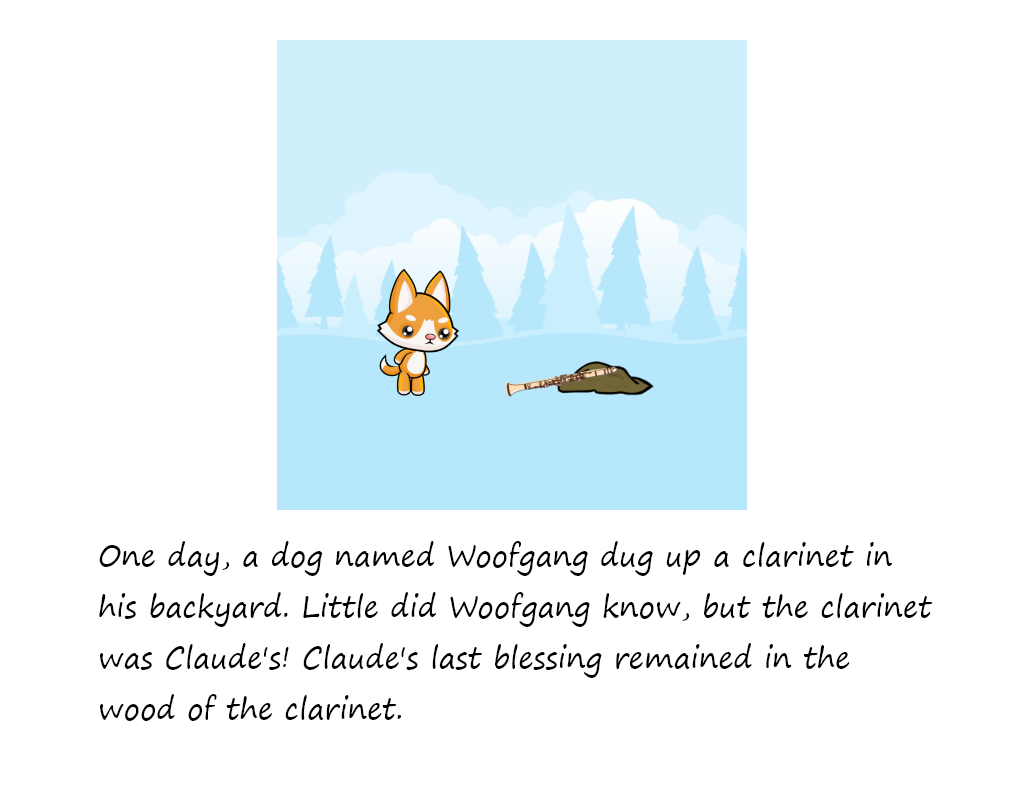 One day, a dog named Woofgang dug up a clarinet in
his backyard. Little did Woofgang know, but the clarinet
was Claude's! Claude's last blessing remained in the
wood of the clarinet.